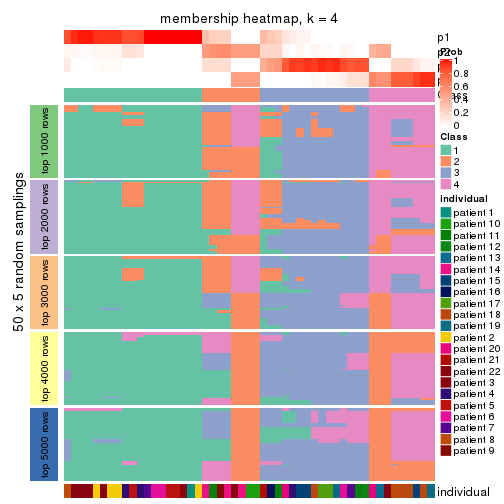 membership heatmap, k = 4
p1
p2
Prob
1
0.8
0.6
0.4
0.2
0
Class
1
2
3
4
Individual
patient 1
patient 10
patient 11
patient 12
patient 13
patient 14
patient 15
patient 16
patient 17
patient 18
patient 19
patient 2
patient 20
patient 21
patient 22
patient 3
patient 4
patient 5
patient 6
patient 7
patient 8
patient 9
50 x 5 random samplings
top 1000 rows
top 2000 rows
top 3000 rows
top 4000 rows
top 5000 rows
individual